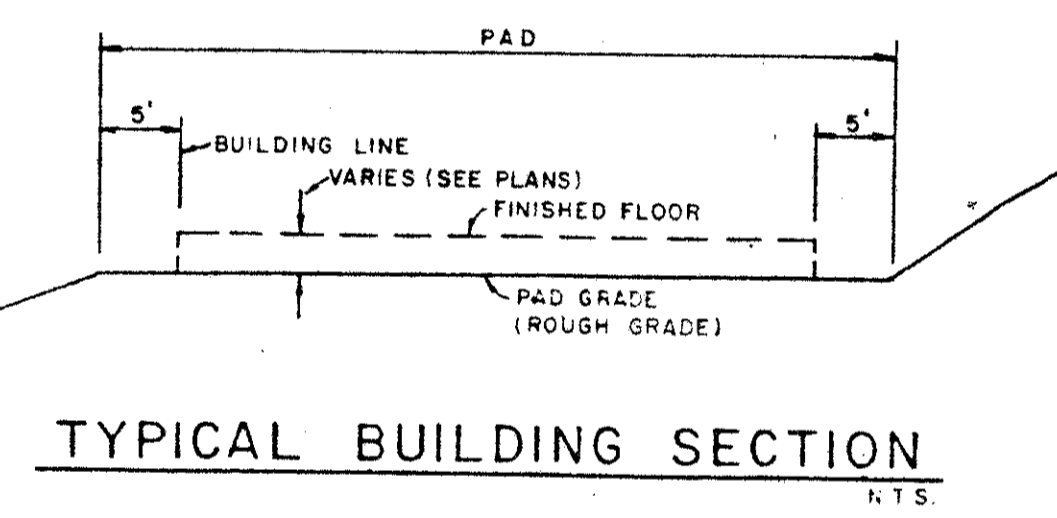 PAD
5'
5'
BUILDING LINE
VARIES (SEE PLANS)
FINISHED FLOOR
PAD GRADE
(ROUGH GRADE)
TYPICAL BUILDING SECTION
N.T.S.